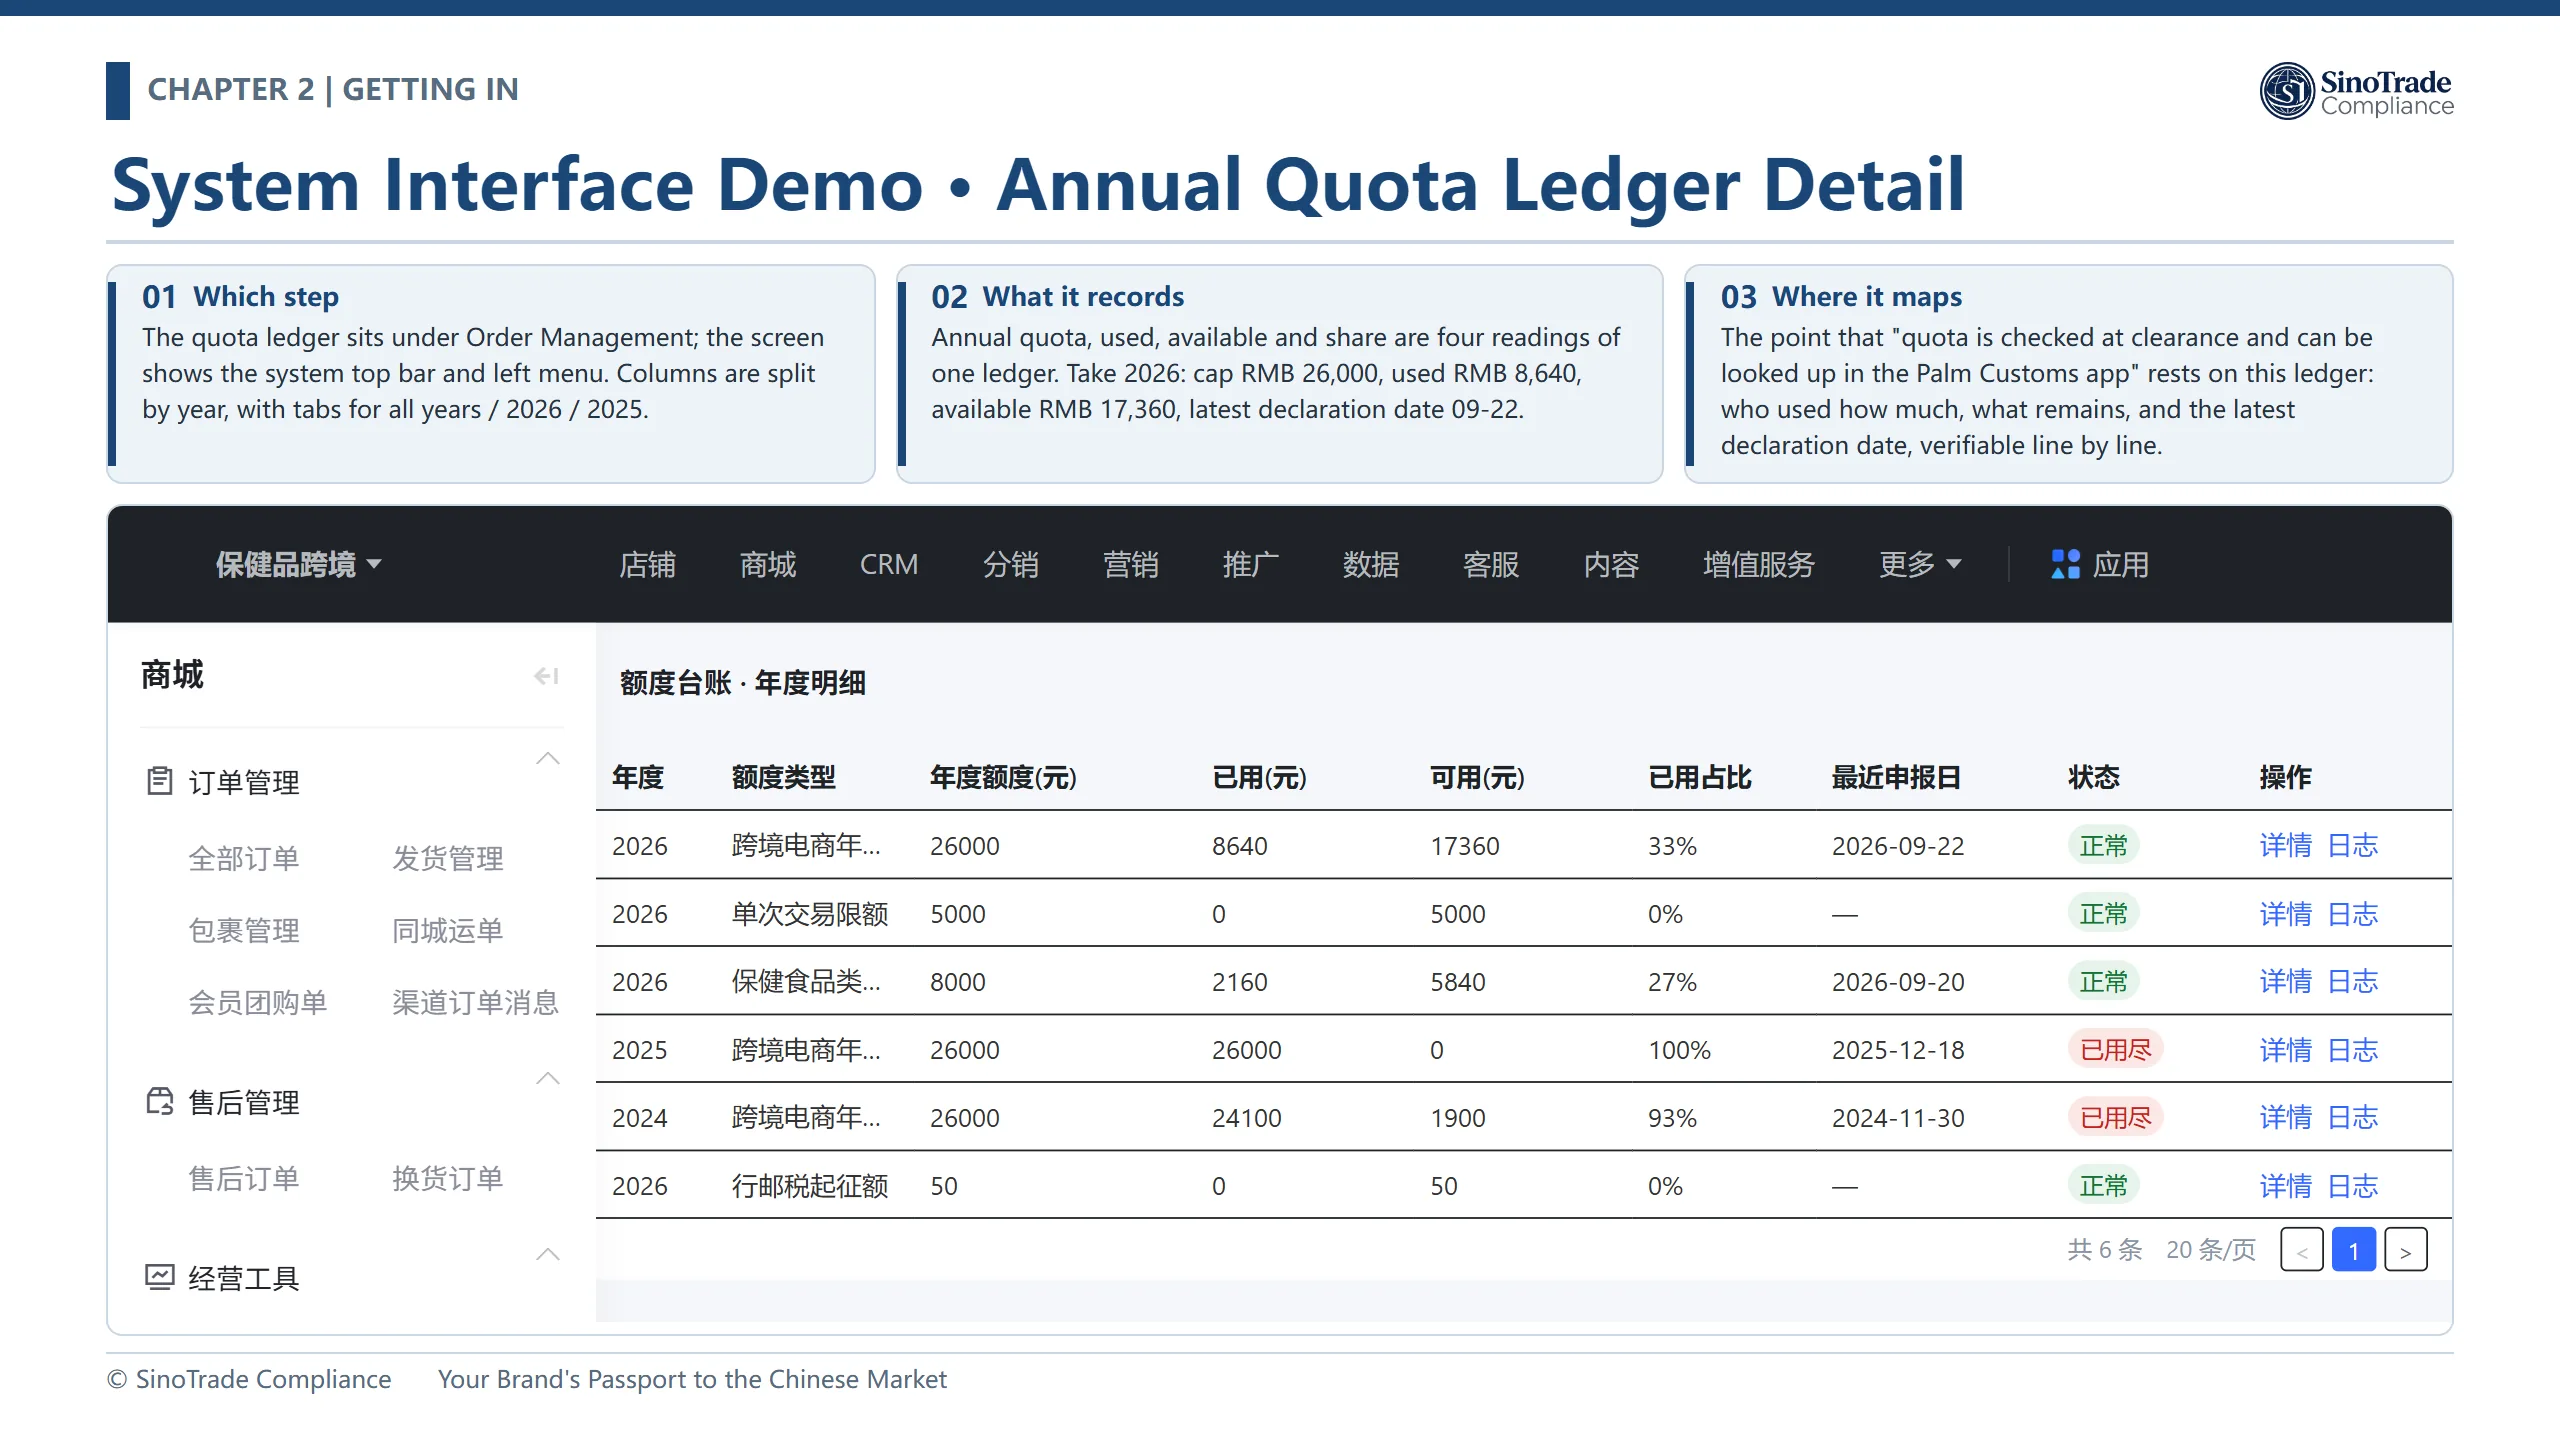 CHAPTER 2 | GETTING IN
SinoTrade
Compliance
System Interface Demo • Annual Quota Ledger Detail
01 Which step
The quota ledger sits under Order Management; the screen
shows the system top bar and left menu. Columns are split
by year, with tabs for all years / 2026 / 2025.
02 What it records
Annual quota, used, available and share are four readings of
one ledger. Take 2026: cap RMB 26,000, used RMB 8,640,
available RMB 17,360, latest declaration date 09-22.
03 Where it maps
The point that "quota is checked at clearance and can be
looked up in the Palm Customs app" rests on this ledger:
who used how much, what remains, and the latest
declaration date, verifiable line by line.
保健品跨境 店铺 商城 CRM 分销 营销 推广 数据 客服 内容 增值服务 更多 应用
商城
订单管理
全部订单 发货管理
包裹管理 同城运单
会员团购单 渠道订单消息
售后管理
售后订单 换货订单
经营工具
额度台账 · 年度明细
年度 额度类型 年度额度(元) 已用(元) 可用(元) 已用占比 最近申报日 状态 操作
2026 跨境电商年... 26000 8640 17360 33% 2026-09-22 正常 详情 日志
2026 单次交易限额 5000 0 5000 0% — 正常 详情 日志
2026 保健食品类... 8000 2160 5840 27% 2026-09-20 正常 详情 日志
2025 跨境电商年... 26000 26000 0 100% 2025-12-18 已用尽 详情 日志
2024 跨境电商年... 26000 24100 1900 93% 2024-11-30 已用尽 详情 日志
2026 行邮税起征额 50 0 50 0% — 正常 详情 日志
共 6 条 20 条/页 < 1 >
© SinoTrade Compliance Your Brand's Passport to the Chinese Market